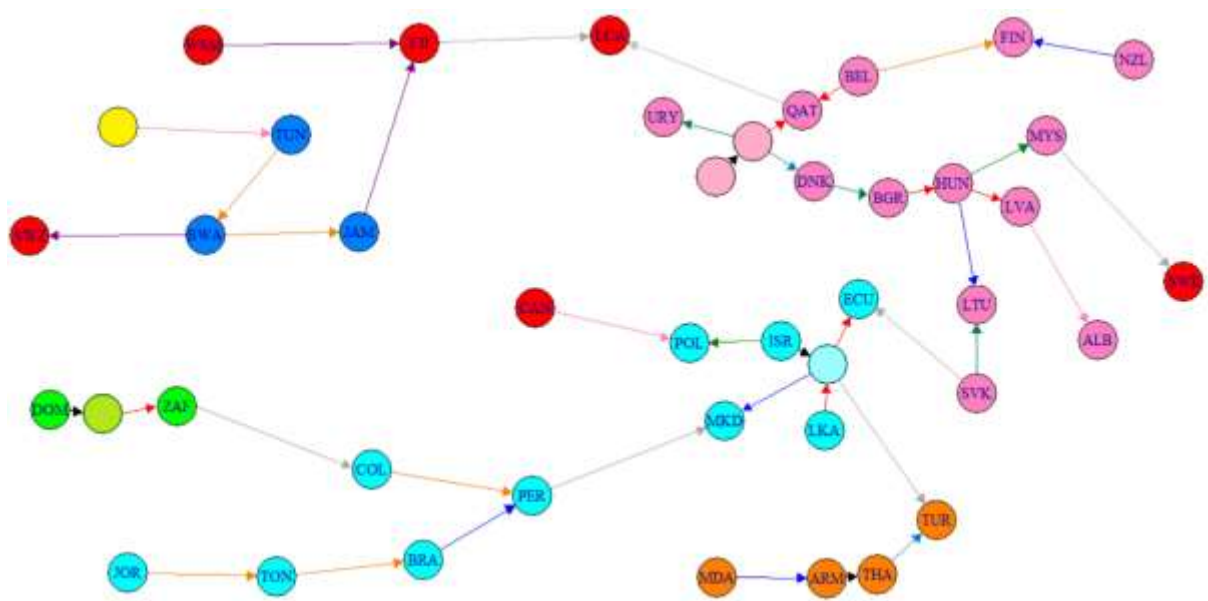 LCA
FIN
NZL
BEL
QAT
URY
TUN
MYS
DNK
HUN
BGR
LVA
JAM
ECU
LTU
POL
ISR
ALB
SVK
DOM
ZAF
MKD
LKA
COL
PER
TUR
BRA
JOR
TON
MDA
ARM
THA